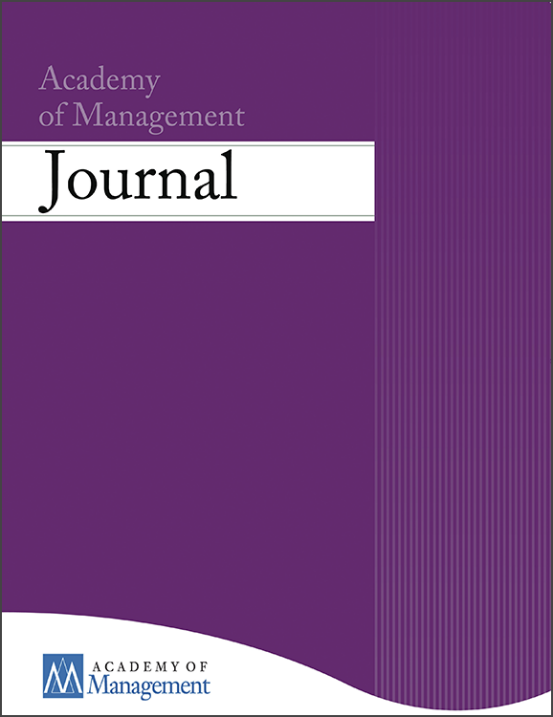 Academy
of Management
Journal
ACADEMY OF
Management